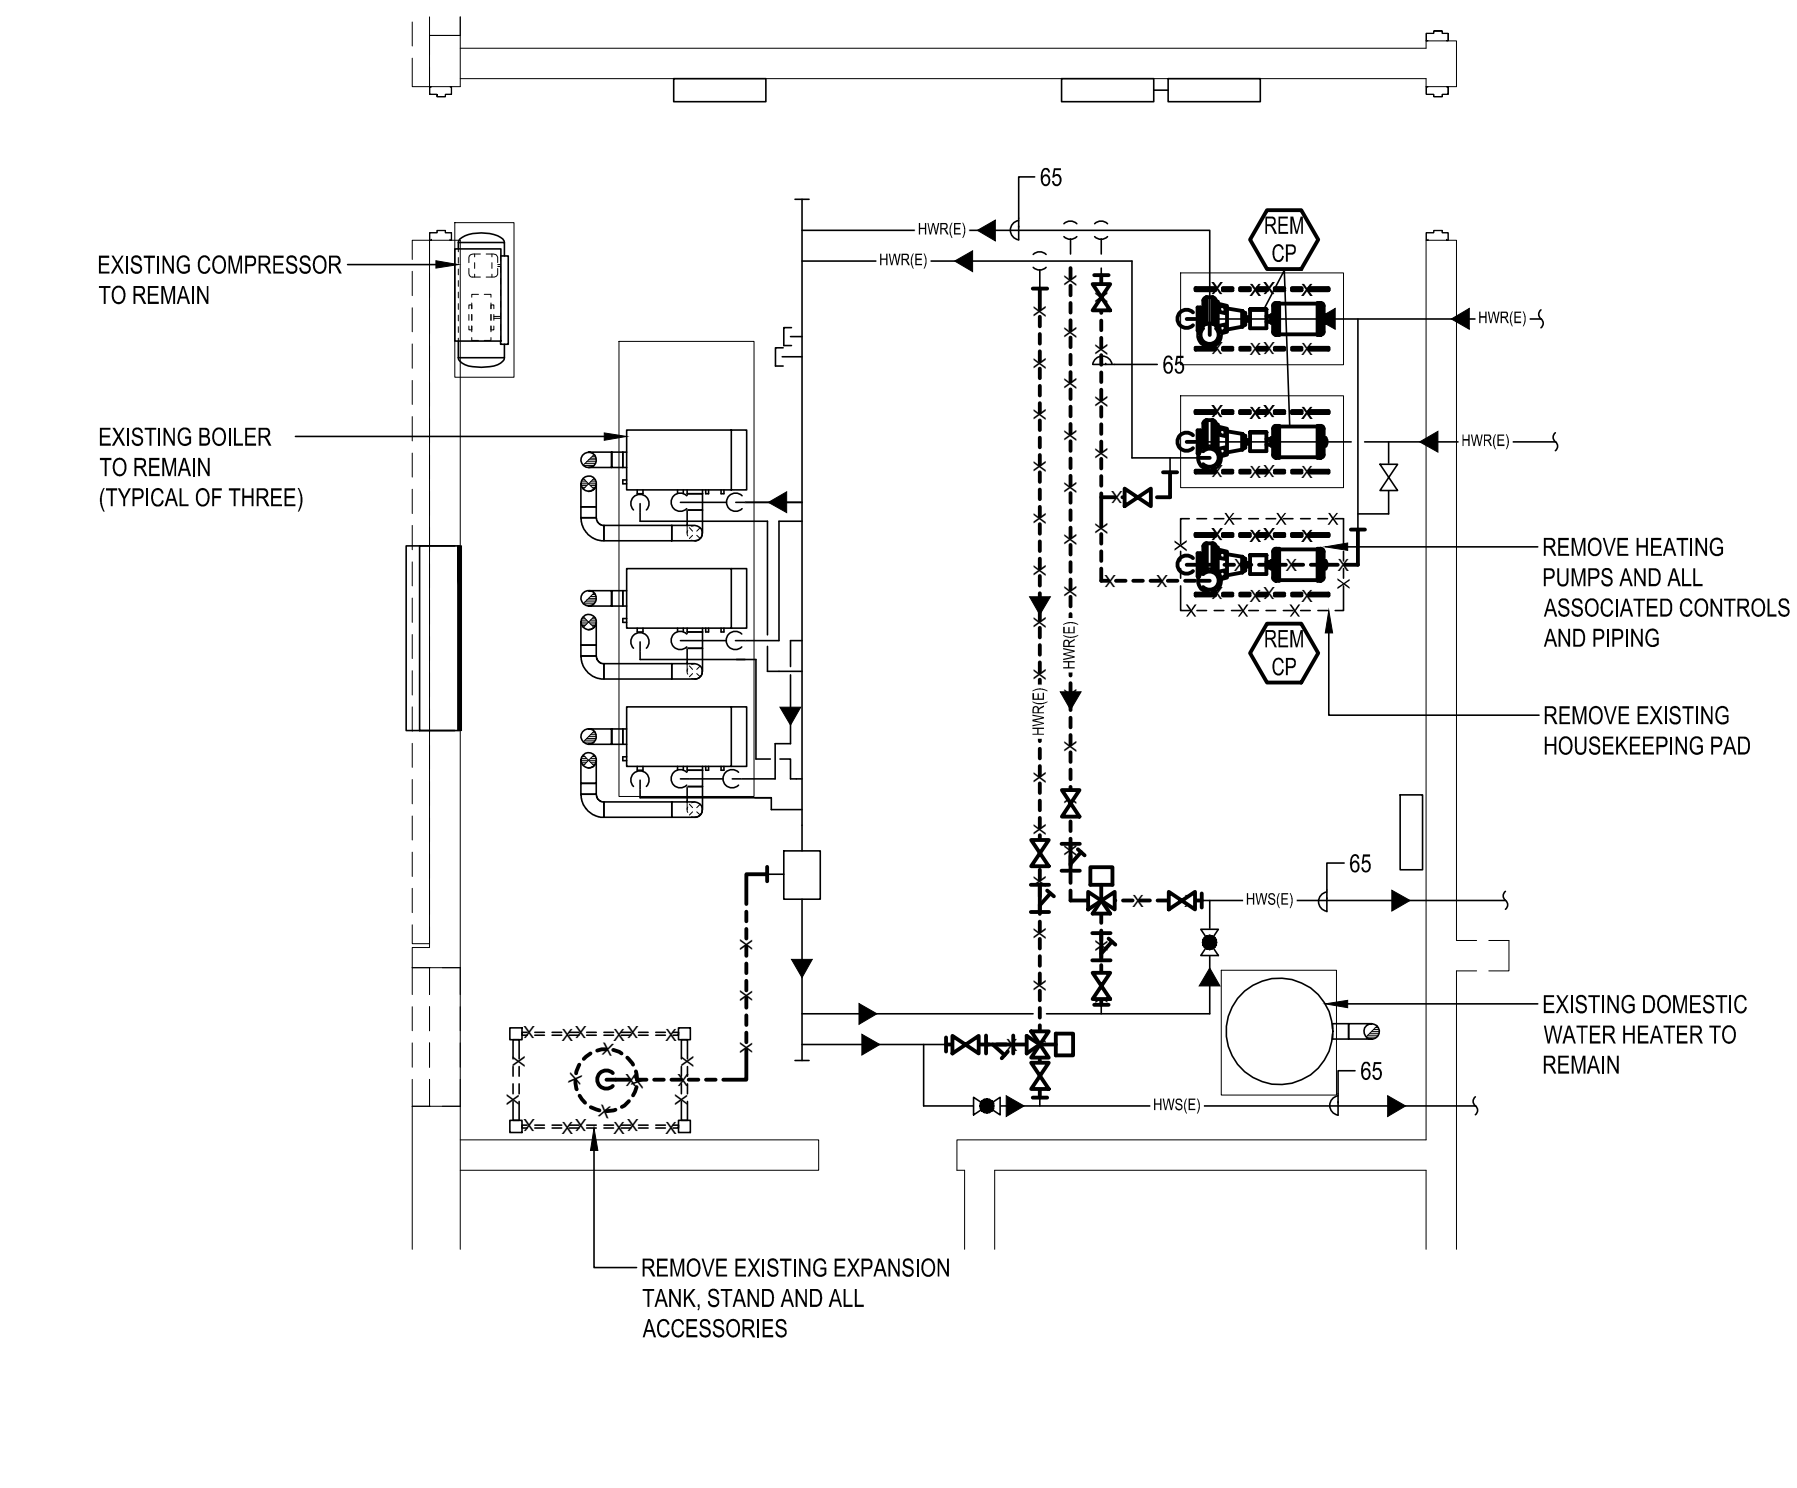 65
HWR(E)
REM
CP
HWR(E)
EXISTING COMPRESSOR
TO REMAIN
HWR(E)
65
EXISTING BOILER
TO REMAIN
(TYPICAL OF THREE)
HWR(E)
REMOVE HEATING
PUMPS AND ALL
ASSOCIATED CONTROLS
AND PIPING
REM
CP
HWR(E)
HWR(E)
REMOVE EXISTING
HOUSEKEEPING PAD
65
HWS(E)
EXISTING DOMESTIC
WATER HEATER TO
REMAIN
65
HWS(E)
REMOVE EXISTING EXPANSION
TANK, STAND AND ALL
ACCESSORIES